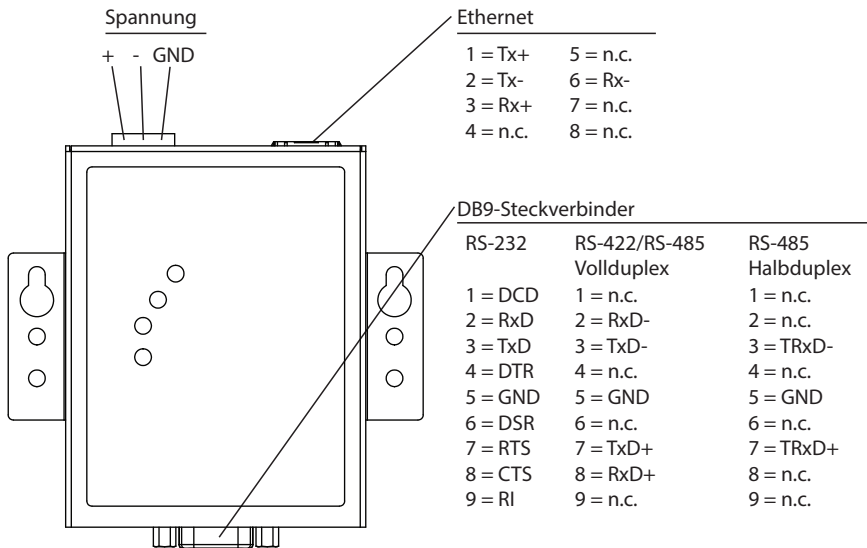 Spannung
+ - GND
Ethernet
1 = Tx+ 5 = n.c.
2 = Tx- 6 = Rx-
3 = Rx+ 7 = n.c.
4 = n.c. 8 = n.c.
DB9-Steckverbinder
RS-232 RS-422/RS-485 RS-485
Vollduplex Halbduplex
1 = DCD 1 = n.c. 1 = n.c.
2 = RxD 2 = RxD- 2 = n.c.
3 = TxD 3 = TxD- 3 = TRxD-
4 = DTR 4 = n.c. 4 = n.c.
5 = GND 5 = GND 5 = GND
6 = DSR 6 = n.c. 6 = n.c.
7 = RTS 7 = TxD+ 7 = TRxD+
8 = CTS 8 = RxD+ 8 = n.c.
9 = RI 9 = n.c. 9 = n.c.